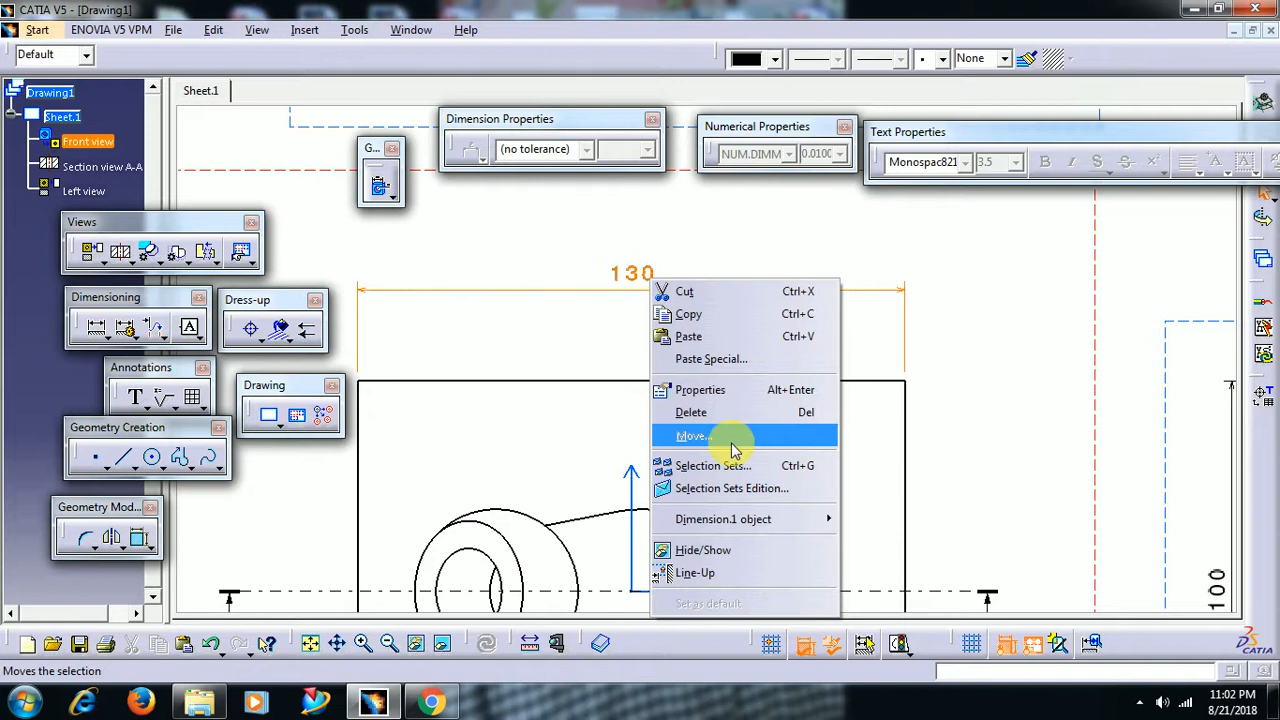 CATIA V5 - [Drawing1]
Start ENOVIA V5 VPM File Edit View Insert Tools Window Help
Default
None
Drawing1
Sheet.1
Front view
Section view A-A
Left view
Sheet.1
G...
Dimension Properties
(no tolerance)
Numerical Properties
NUM.DIMM 0.0100
Text Properties
Monospac821 3.5 B I S
Views
Dimensioning
Dress-up
Annotations
Drawing
Geometry Creation
Geometry Mod...
130
Cut Ctrl+X
Copy Ctrl+C
Paste Ctrl+V
Paste Special...
Properties Alt+Enter
Delete Del
Move...
Selection Sets... Ctrl+G
Selection Sets Edition...
Dimension.1 object
Hide/Show
Line-Up
Set as default
100
CATIA
Moves the selection
11:02 PM
8/21/2018